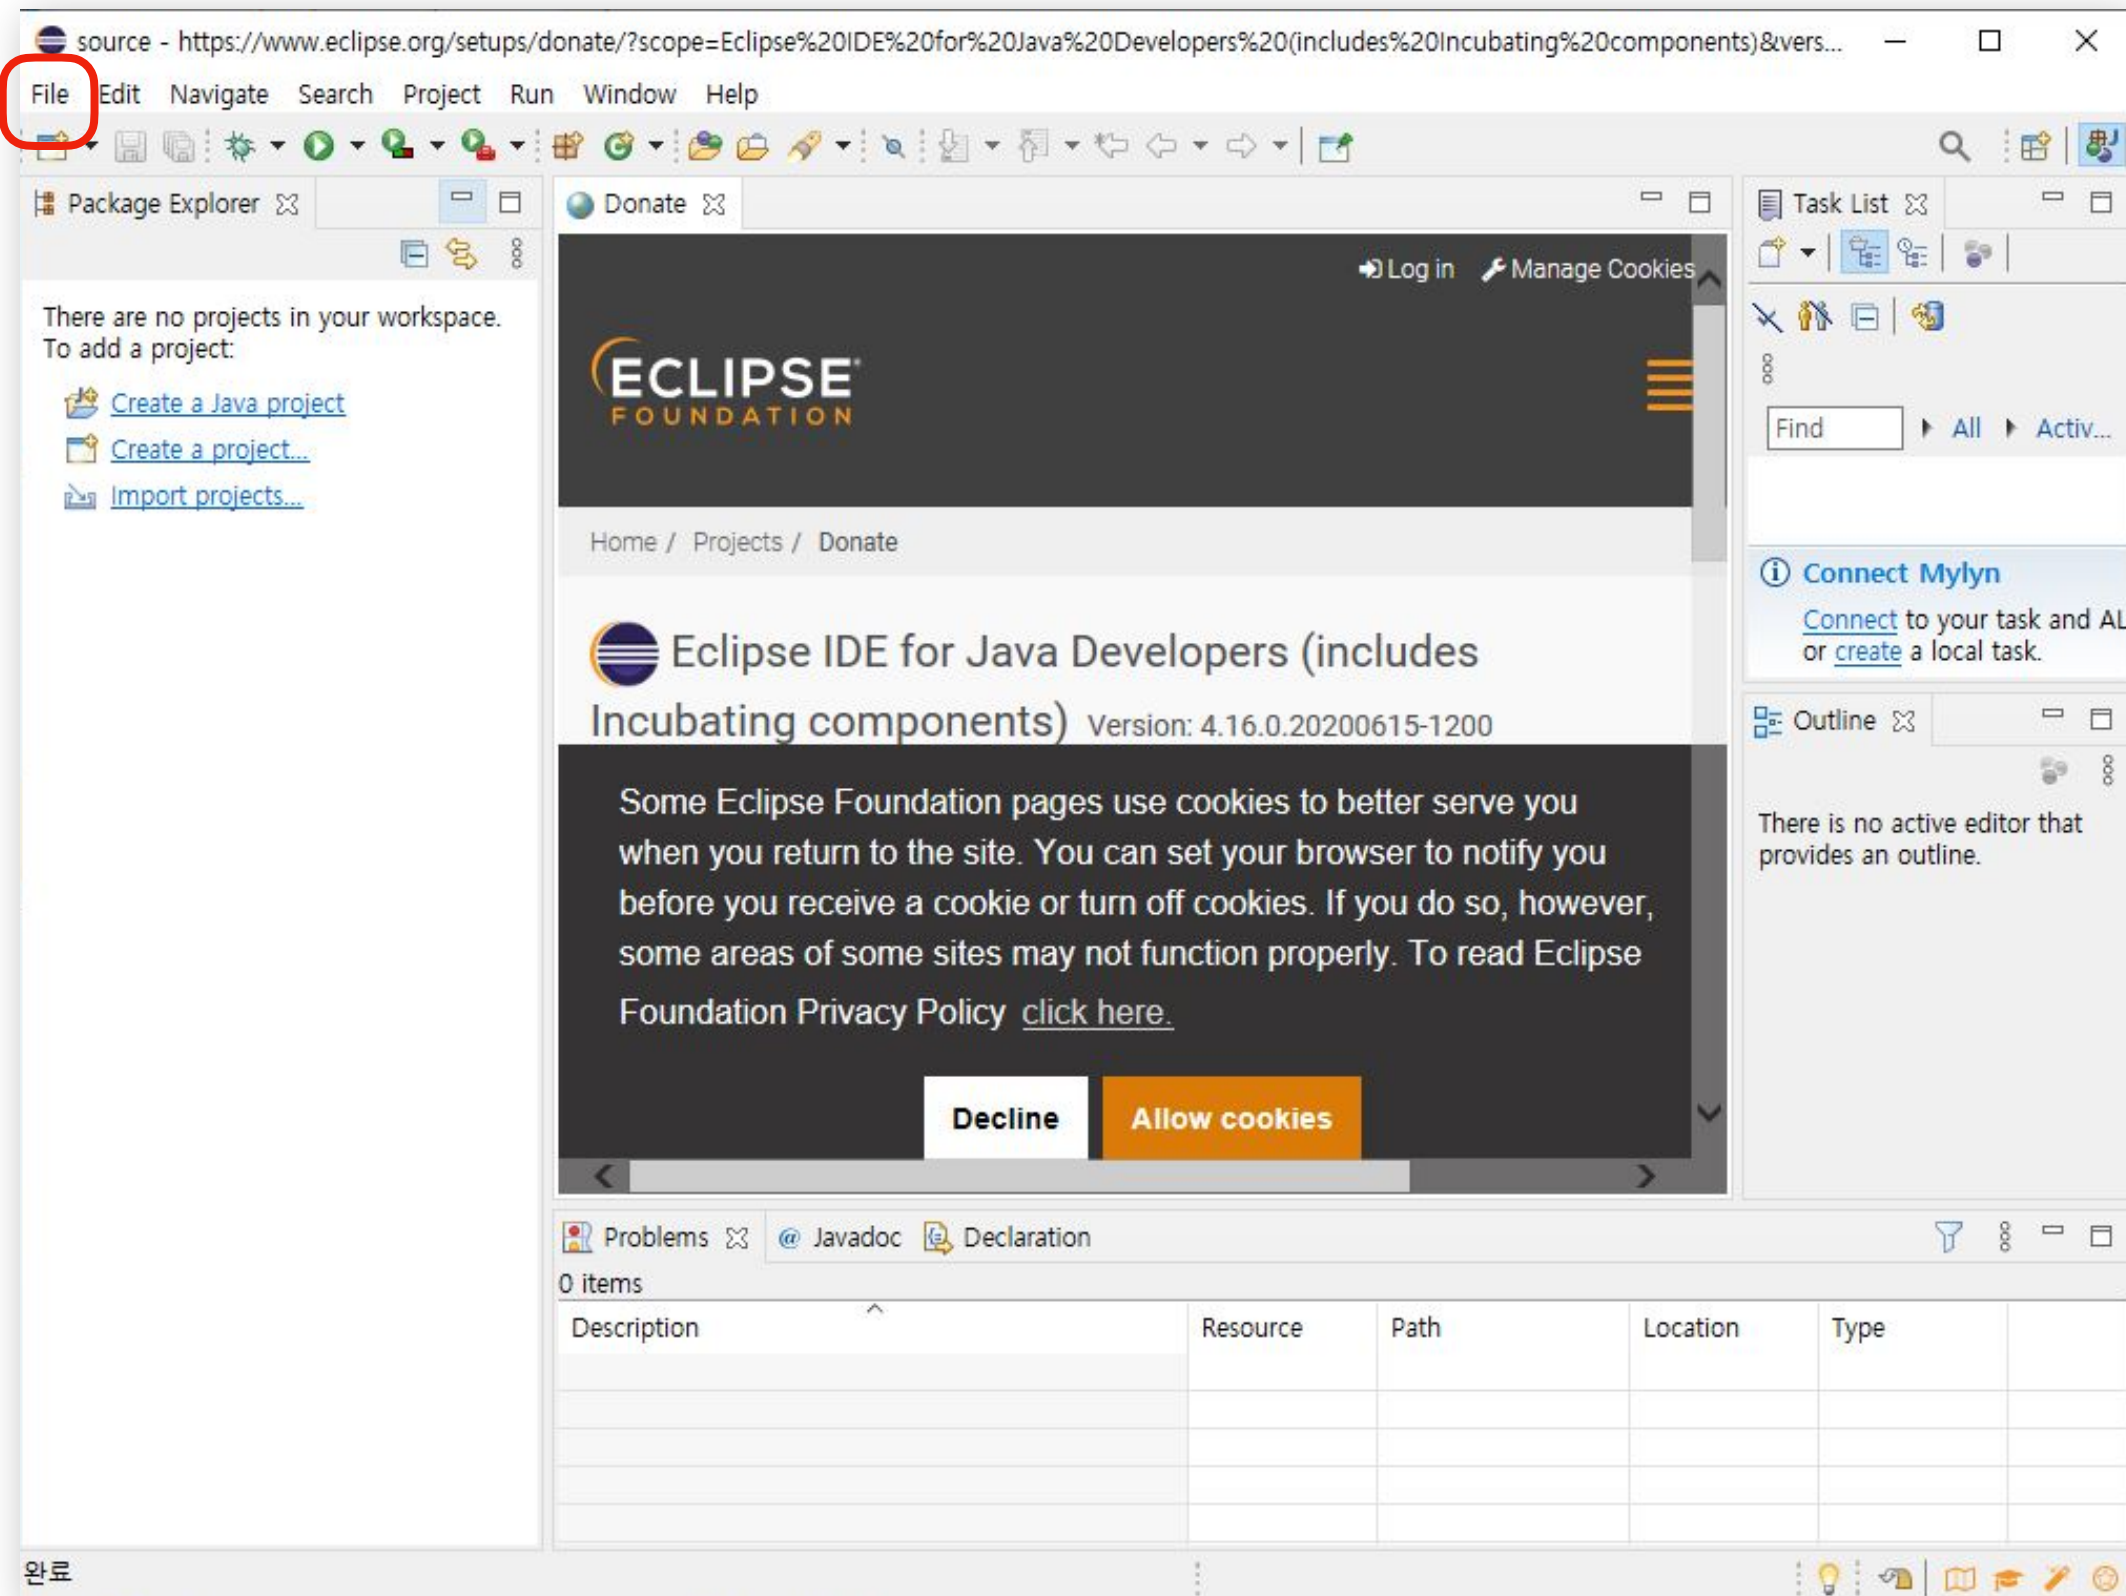 source - https://www.eclipse.org/setups/donate/?scope=Eclipse%20IDE%20for%20Java%20Developers%20(includes%20Incubating%20components)&vers...
File Edit Navigate Search Project Run Window Help
Package Explorer
There are no projects in your workspace.
To add a project:
Create a Java project
Create a project...
Import projects...
Donate
Log in Manage Cookies
ECLIPSE
FOUNDATION
Home / Projects / Donate
Eclipse IDE for Java Developers (includes
Incubating components) Version: 4.16.0.20200615-1200
Some Eclipse Foundation pages use cookies to better serve you
when you return to the site. You can set your browser to notify you
before you receive a cookie or turn off cookies. If you do so, however,
some areas of some sites may not function properly. To read Eclipse
Foundation Privacy Policy click here.
Decline Allow cookies
Task List
Find All Activ...
Connect Mylyn
Connect to your task and AL
or create a local task.
Outline
There is no active editor that
provides an outline.
Problems @ Javadoc Declaration
0 items
Description Resource Path Location Type
완료